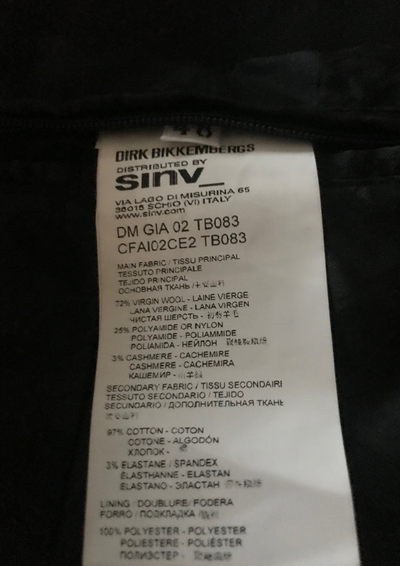 48
DIRK BIKKEMBERGS
DISTRIBUTED BY
sinv_
VIA LAGO DI MISURINA 65
36015 SCHIO (VI) ITALY
www.sinv.com
DM GIA 02 TB083
CFAI02CE2 TB083
MAIN FABRIC / TISSU PRINCIPAL
TESSUTO PRINCIPALE
TEJIDO PRINCIPAL
ОСНОВНАЯ ТКАНЬ /
72% VIRGIN WOOL - LAINE VIERGE
LANA VERGINE - LANA VIRGEN
ЧИСТАЯ ШЕРСТЬ -
25% POLYAMIDE OR NYLON
POLYAMIDE - POLIAMMIDE
POLIAMIDA - НЕЙЛОН
3% CASHMERE - CACHEMIRE
CASHMERE - CACHEMIRA
КАШЕМИР -
SECONDARY FABRIC / TISSU SECONDAIRI
TESSUTO SECONDARIO / TEJIDO
SECUNDARIO / ДОПОЛНИТЕЛЬНАЯ ТКАНЬ
97% COTTON - COTON
COTONE - ALGODÓN
ХЛОПОК -
3% ELASTANE / SPANDEX
ÉLASTHANNE - ELASTAN
ELASTANO - ЭЛАСТАН
LINING / DOUBLURE / FODERA
FORRO / ПОДКЛАДКА
100% POLYESTER - POLYESTER
POLIESTERE - POLIÉSTER
ПОЛИЭСТЕР -